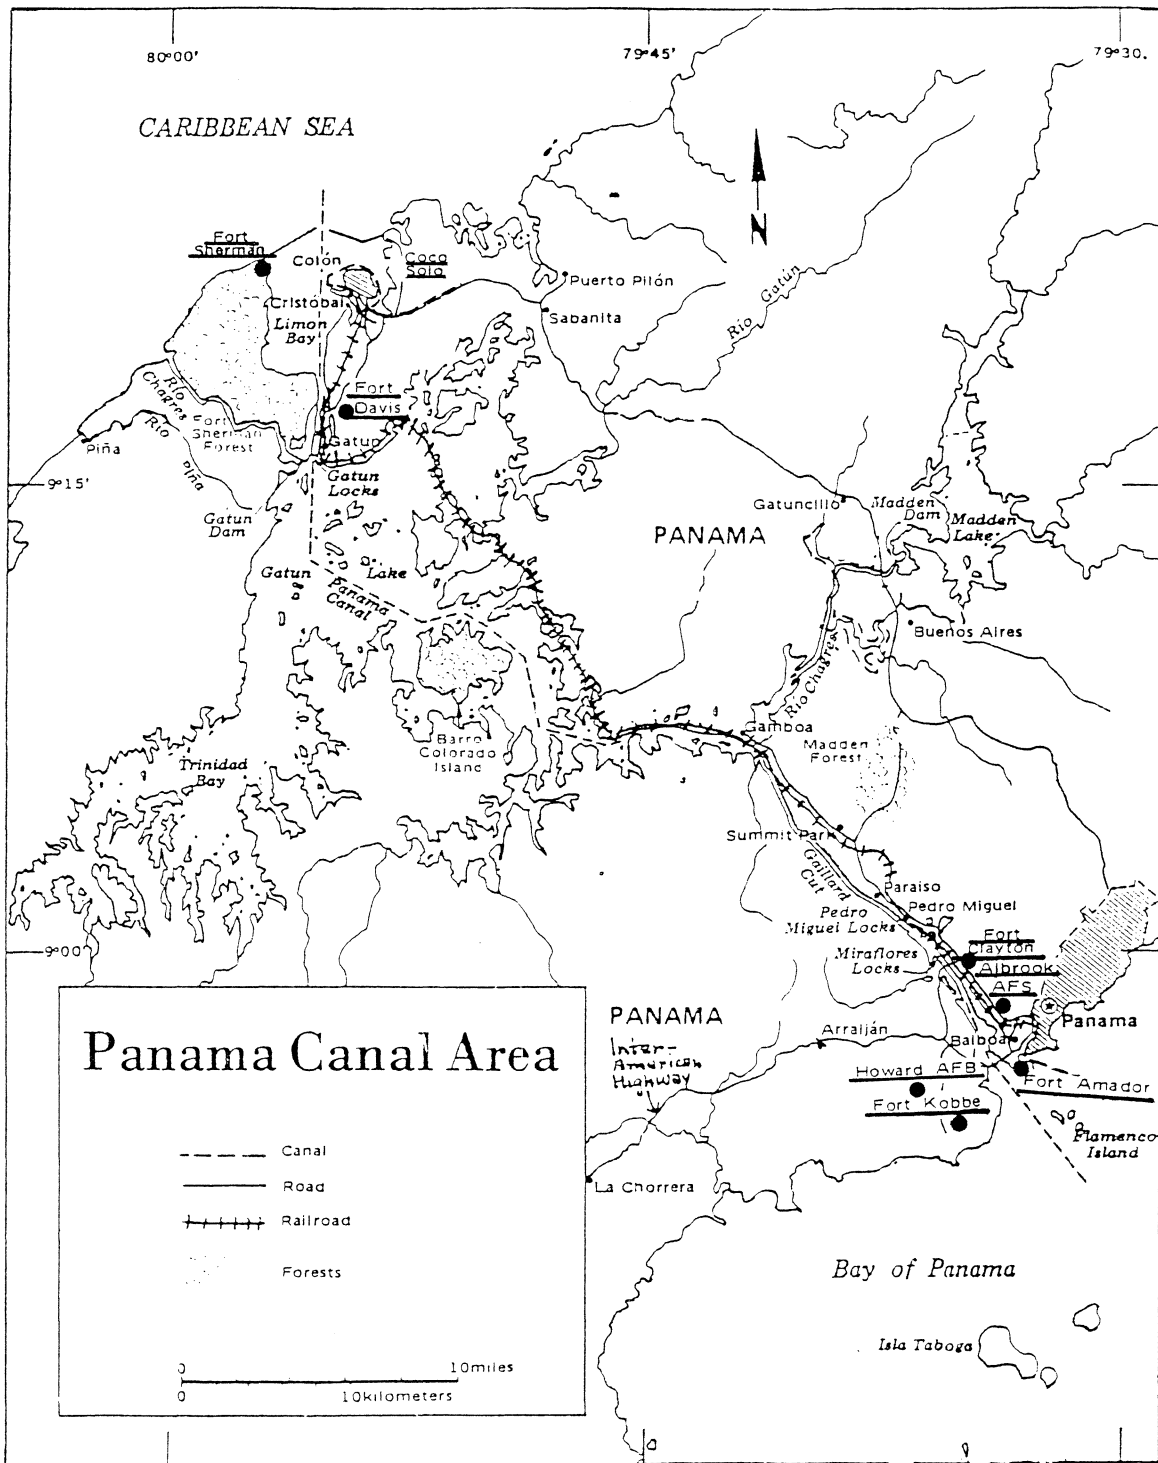 80°00'
79°45'
79°30.
CARIBBEAN SEA
N
Fort
Sherman
Colón
Coco
Solo
Puerto Pilón
Cristóbal
Limon
Bay
Sabanita
Río Gatún
Río
Chagres
Fort
Davis
Fort
Sherman
Forest
Río
Piña
Piña
Gatun
Gatun
Locks
9°15'
Gatun
Dam
Gatuncillo
Madden
Dam
Madden
Lake
PANAMA
Gatun
Lake
Panama
Canal
Buenos Aires
Río Chagres
Barro
Colorado
Island
Gamboa
Madden
Forest
Trinidad
Bay
Summit Park
Gaillard
Cut
Paraiso
Pedro Miguel
Pedro
Miguel Locks
9°00'
Miraflores
Locks
Fort
Clayton
Albrook
AFS
Panama
PANAMA
Arraiján
Balboa
Inter-
American
Highway
Howard AFB
Fort Amador
Fort Kobbe
Flamenco
Island
La Chorrera
Panama Canal Area
Canal
Road
Railroad
Forests
0 10miles
0 10kilometers
Bay of Panama
Isla Taboga